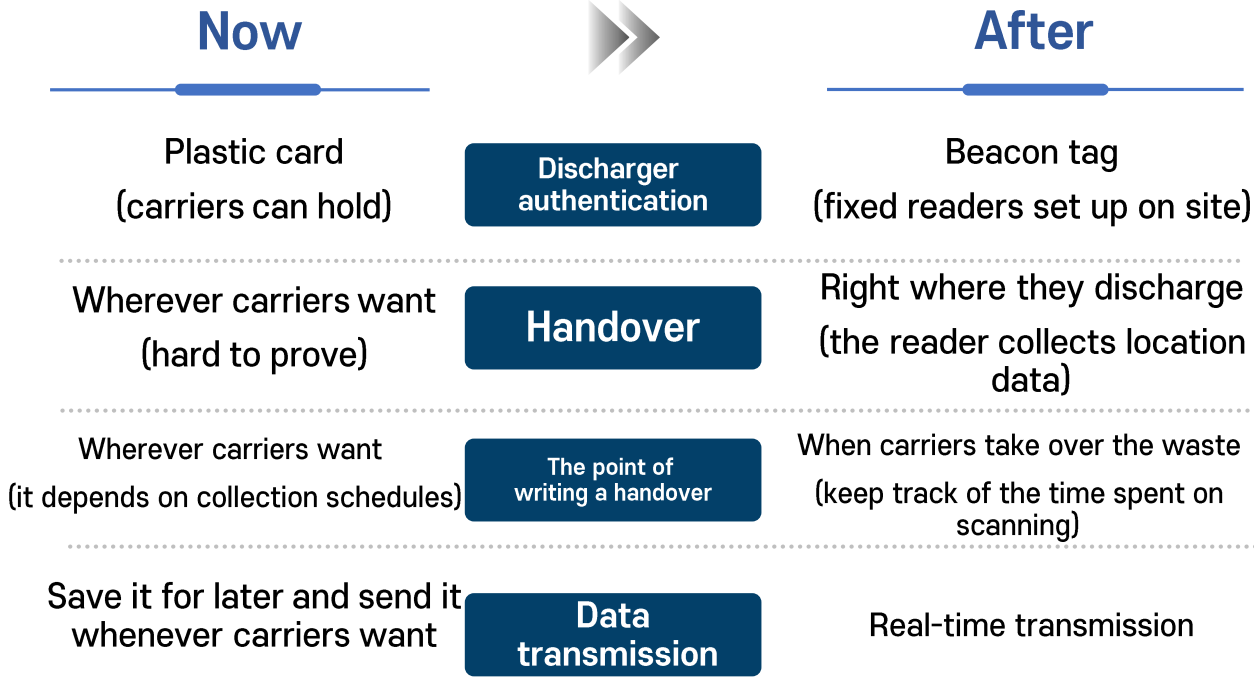 Now
After
Plastic card
(carriers can hold)
Discharger
authentication
Beacon tag
(fixed readers set up on site)
Wherever carriers want
(hard to prove)
Handover
Right where they discharge
(the reader collects location
data)
Wherever carriers want
(it depends on collection schedules)
The point of
writing a handover
When carriers take over the waste
(keep track of the time spent on
scanning)
Save it for later and send it
whenever carriers want
Data
transmission
Real-time transmission